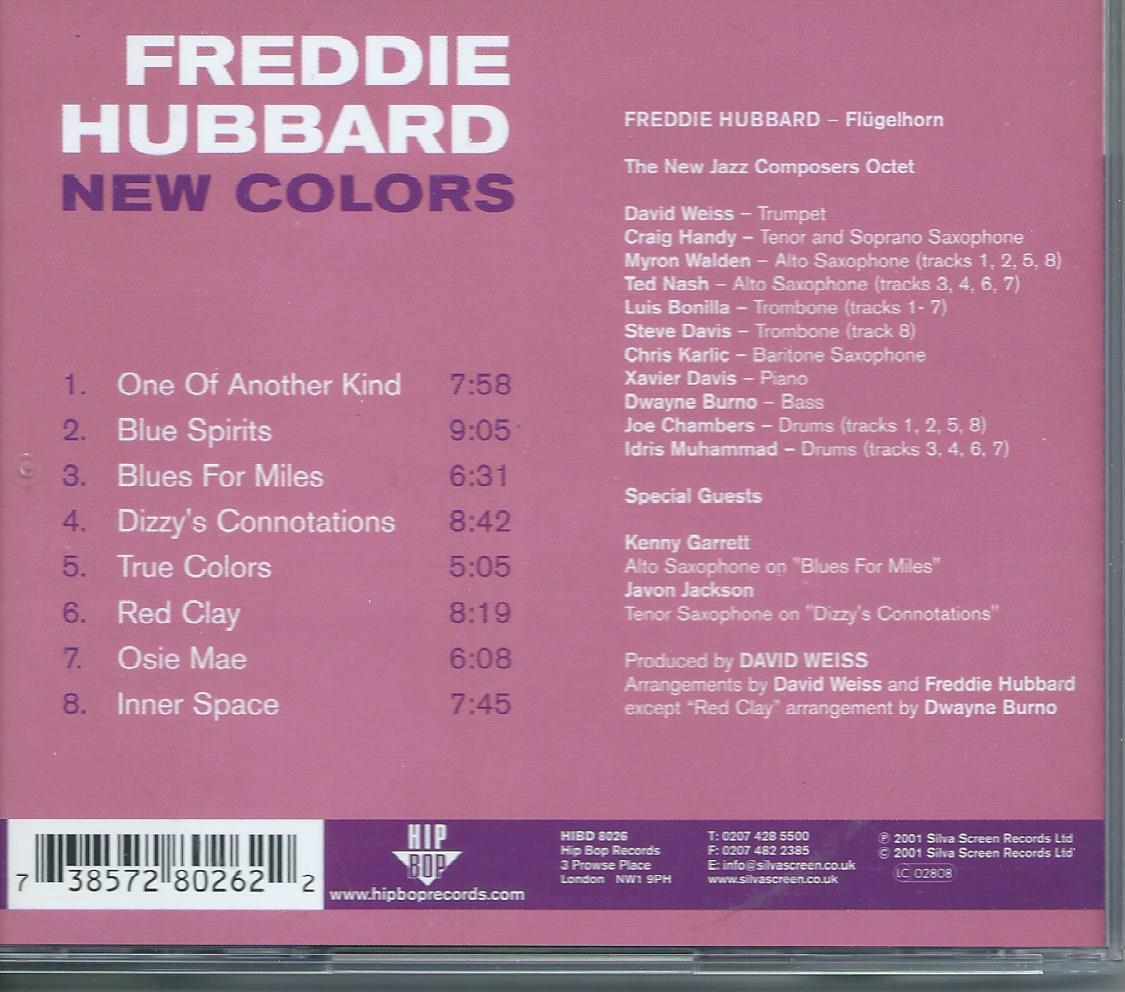 FREDDIE
HUBBARD
NEW COLORS
1. One Of Another Kind 7:58
2. Blue Spirits 9:05
3. Blues For Miles 6:31
4. Dizzy's Connotations 8:42
5. True Colors 5:05
6. Red Clay 8:19
7. Osie Mae 6:08
8. Inner Space 7:45
FREDDIE HUBBARD – Flügelhorn
The New Jazz Composers Octet
David Weiss – Trumpet
Craig Handy – Tenor and Soprano Saxophone
Myron Walden – Alto Saxophone (tracks 1, 2, 5, 8)
Ted Nash – Alto Saxophone (tracks 3, 4, 6, 7)
Luis Bonilla – Trombone (tracks 1- 7)
Steve Davis – Trombone (track 8)
Chris Karlic – Baritone Saxophone
Xavier Davis – Piano
Dwayne Burno – Bass
Joe Chambers – Drums (tracks 1, 2, 5, 8)
Idris Muhammad – Drums (tracks 3, 4, 6, 7)
Special Guests
Kenny Garrett
Alto Saxophone on "Blues For Miles"
Javon Jackson
Tenor Saxophone on "Dizzy's Connotations"
Produced by DAVID WEISS
Arrangements by David Weiss and Freddie Hubbard
except “Red Clay” arrangement by Dwayne Burno
7 38572 80262 2
HIP
BOP
www.hipboprecords.com
HIBD 8026
Hip Bop Records
3 Prowse Place
London NW1 9PH
T: 0207 428 5500
F: 0207 482 2385
E: info@silvascreen.co.uk
www.silvascreen.co.uk
℗ 2001 Silva Screen Records Ltd
© 2001 Silva Screen Records Ltd
LC 02808